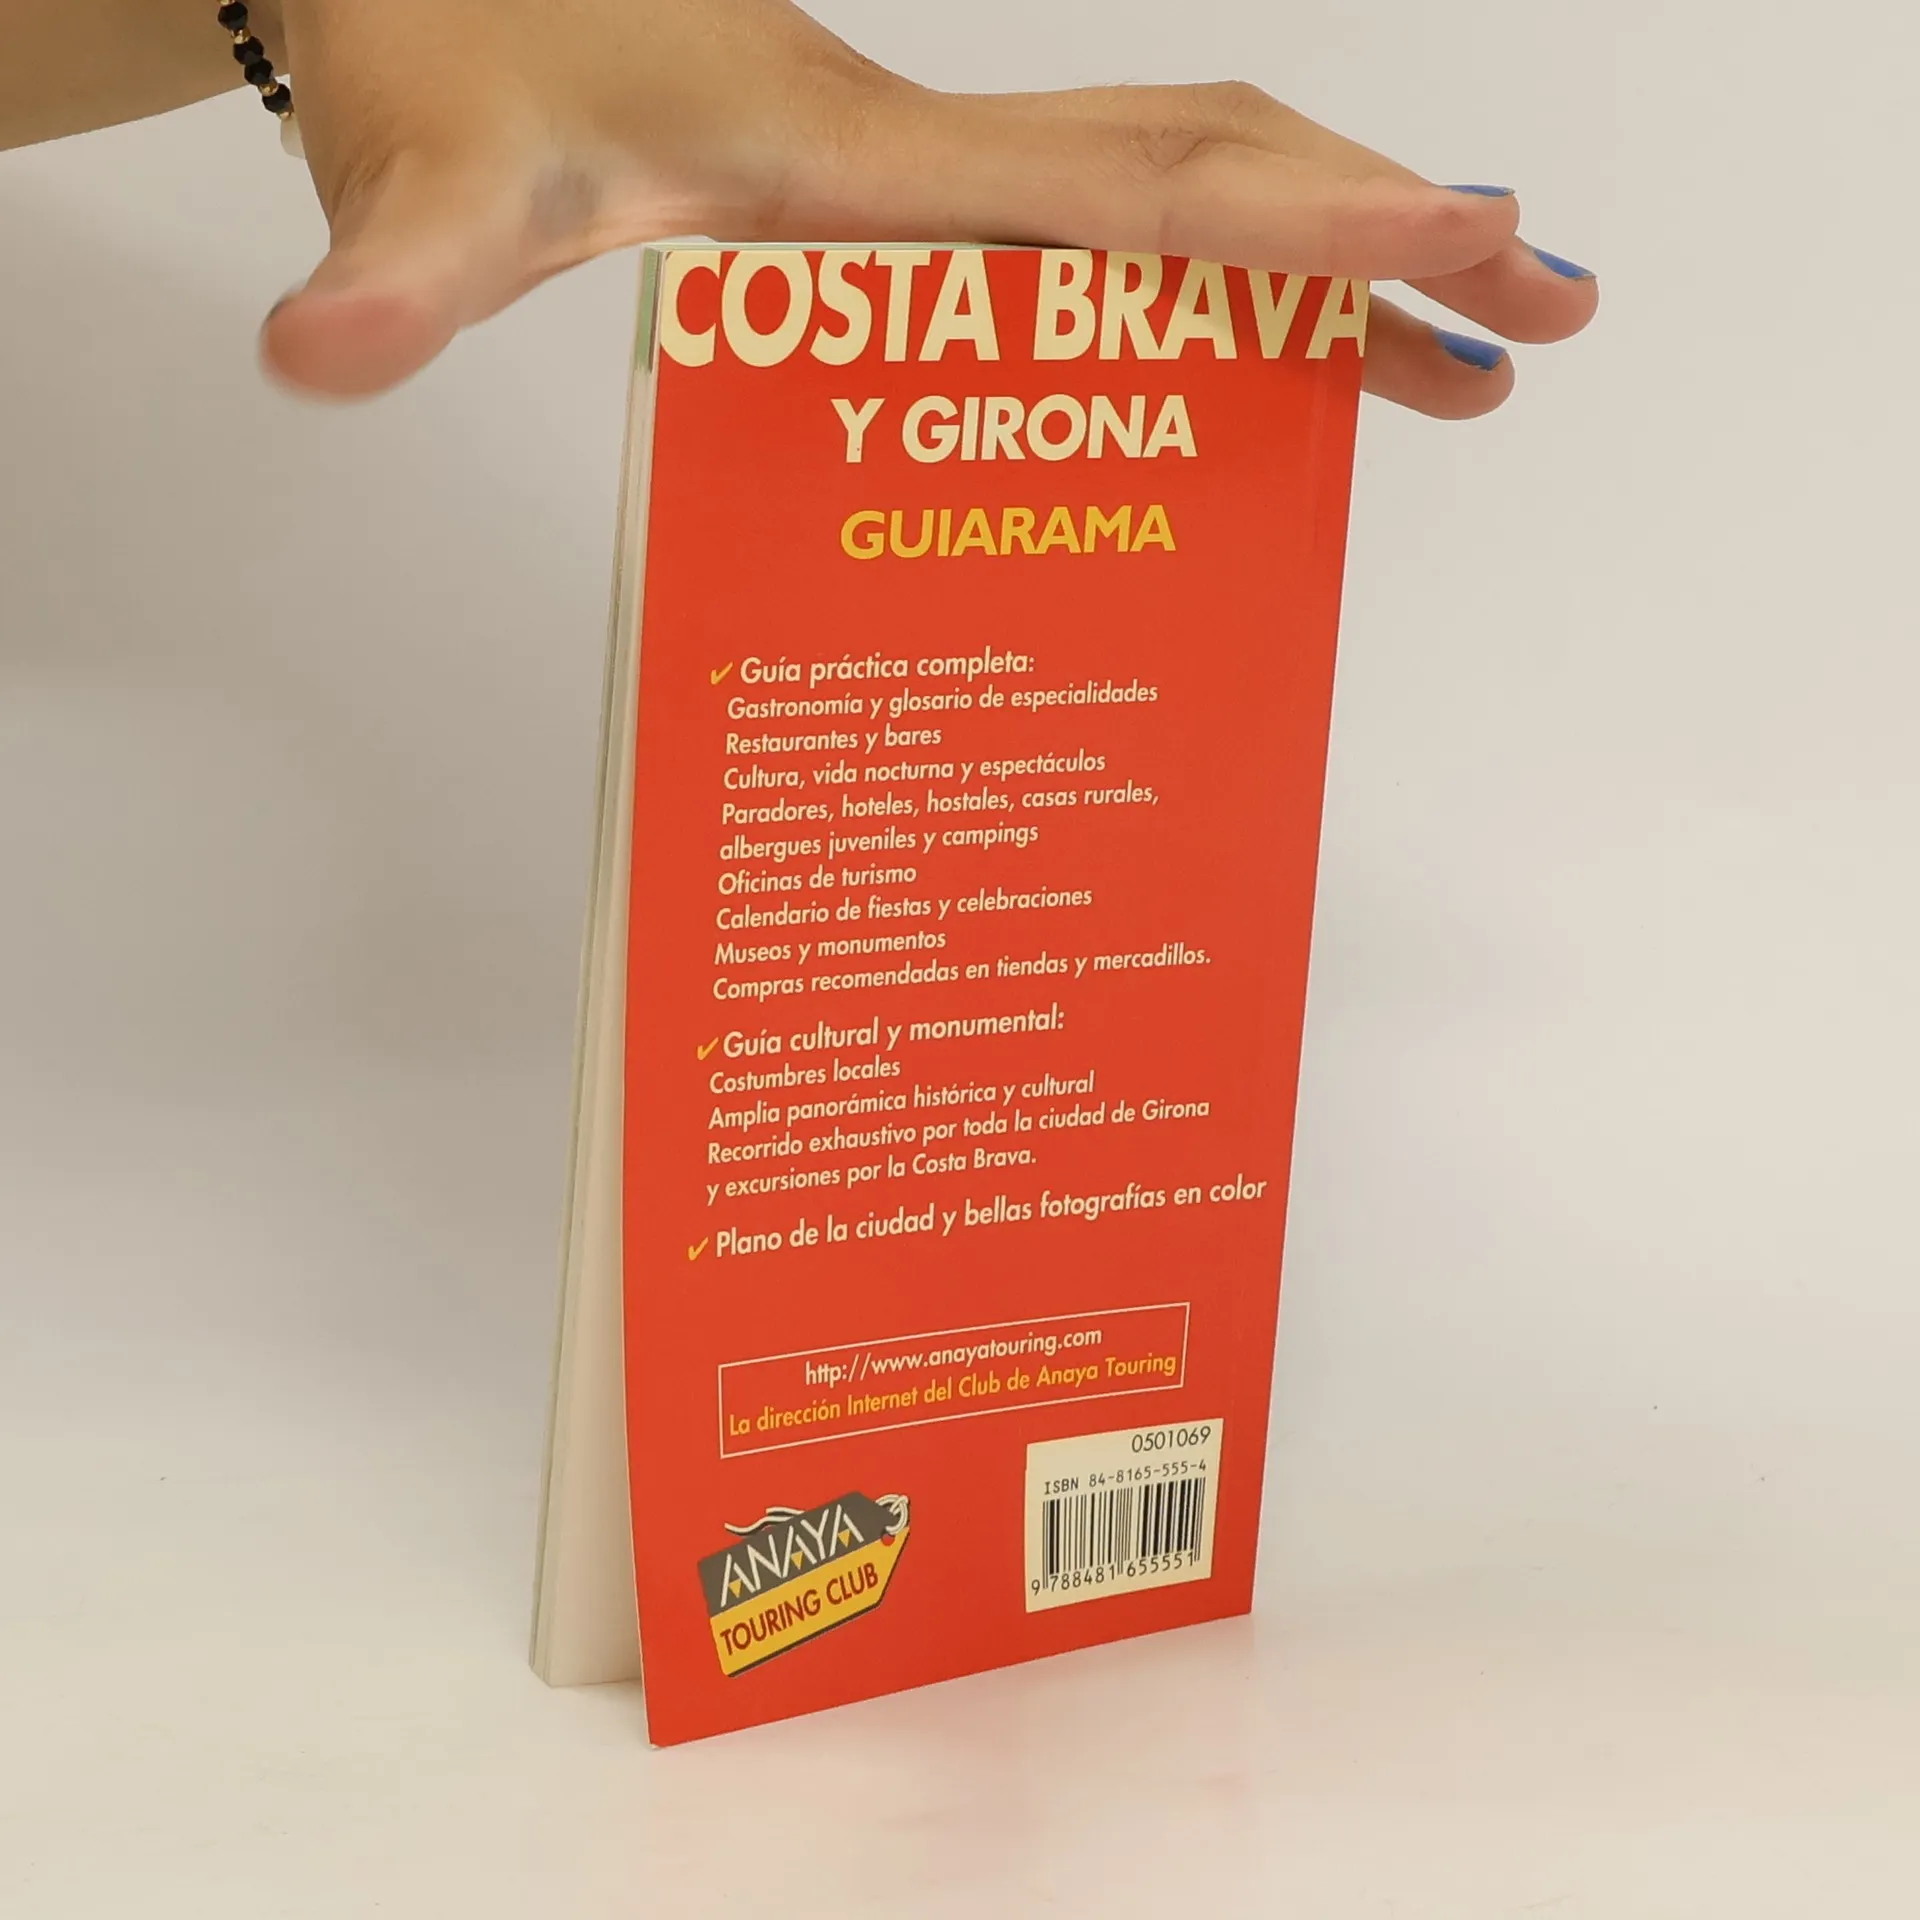 COSTA BRAVA
Y GIRONA
GUIARAMA
✓ Guía práctica completa:
Gastronomía y glosario de especialidades
Restaurantes y bares
Cultura, vida nocturna y espectáculos
Paradores, hoteles, hostales, casas rurales,
albergues juveniles y campings
Oficinas de turismo
Calendario de fiestas y celebraciones
Museos y monumentos
Compras recomendadas en tiendas y mercadillos.
✓ Guía cultural y monumental:
Costumbres locales
Amplia panorámica histórica y cultural
Recorrido exhaustivo por toda la ciudad de Girona
y excursiones por la Costa Brava.
✓ Plano de la ciudad y bellas fotografías en color
http://www.anayatouring.com
La dirección Internet del Club de Anaya Touring
ANAYA
TOURING CLUB
0501069
ISBN 84-8165-555-4
9 788481 655551